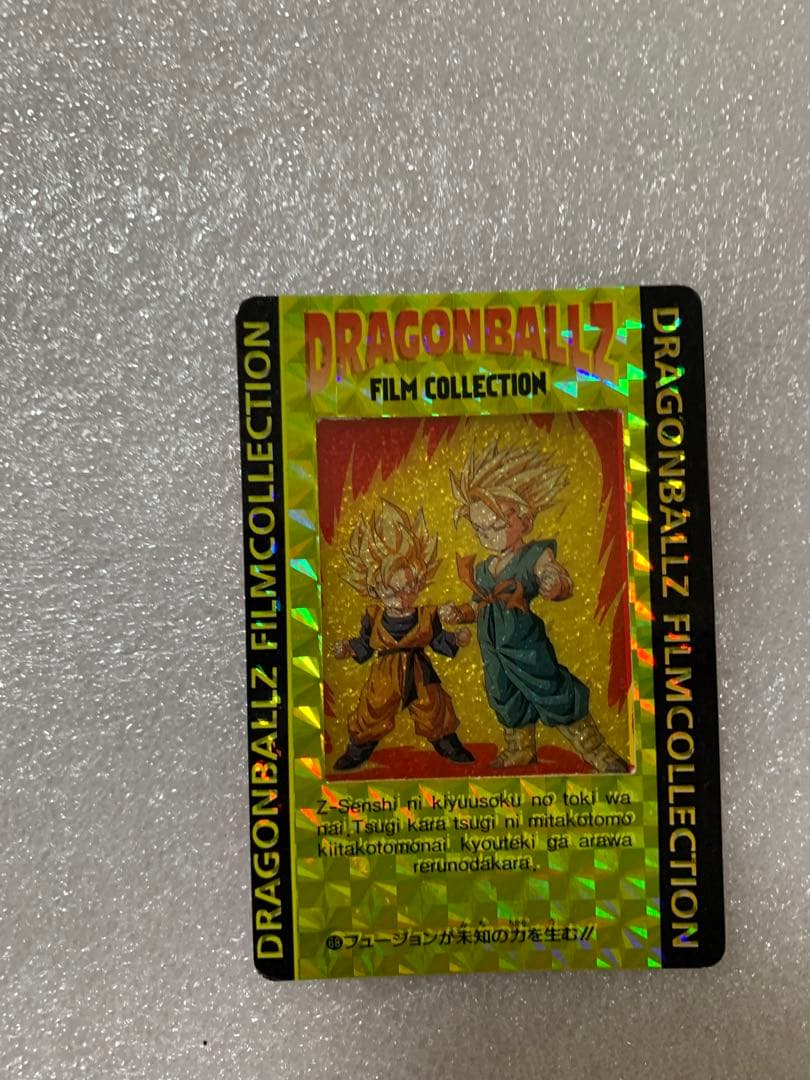 DRAGONBALLZ
FILM COLLECTION
DRAGONBALLZ FILMCOLLECTION
DRAGONBALLZ FILMCOLLECTION
Z-Senshi ni kiyuusoku no toki wa
nai.Tsugi kara tsugi ni mitakotomo
kiitakotomonai kyouteki ga arawa
rerunodakara.
フュージョンが未知の力を生む!!